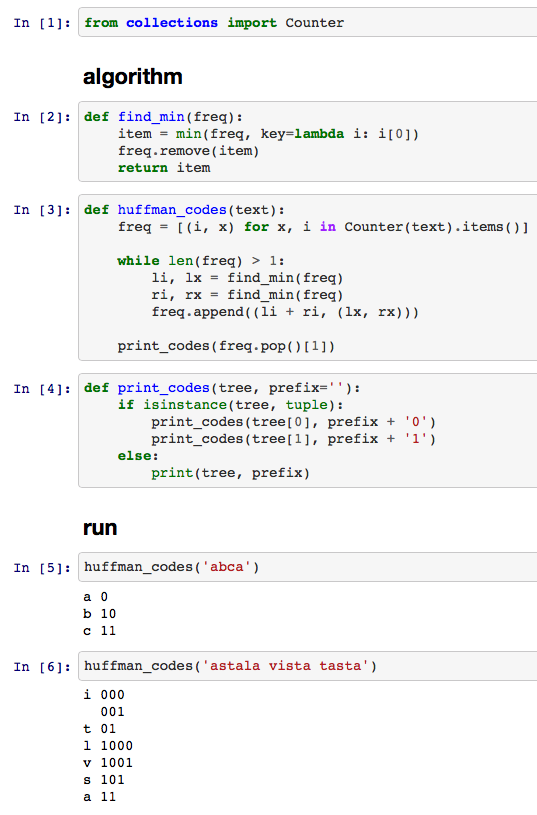 In [1]: from collections import Counter
algorithm
In [2]: def find_min(freq):
    item = min(freq, key=lambda i: i[0])
    freq.remove(item)
    return item
In [3]: def huffman_codes(text):
    freq = [(i, x) for x, i in Counter(text).items()]

    while len(freq) > 1:
        li, lx = find_min(freq)
        ri, rx = find_min(freq)
        freq.append((li + ri, (lx, rx)))

    print_codes(freq.pop()[1])
In [4]: def print_codes(tree, prefix=''):
    if isinstance(tree, tuple):
        print_codes(tree[0], prefix + '0')
        print_codes(tree[1], prefix + '1')
    else:
        print(tree, prefix)
run
In [5]: huffman_codes('abca')
a 0
b 10
c 11
In [6]: huffman_codes('astala vista tasta')
i 000
  001
t 01
l 1000
v 1001
s 101
a 11